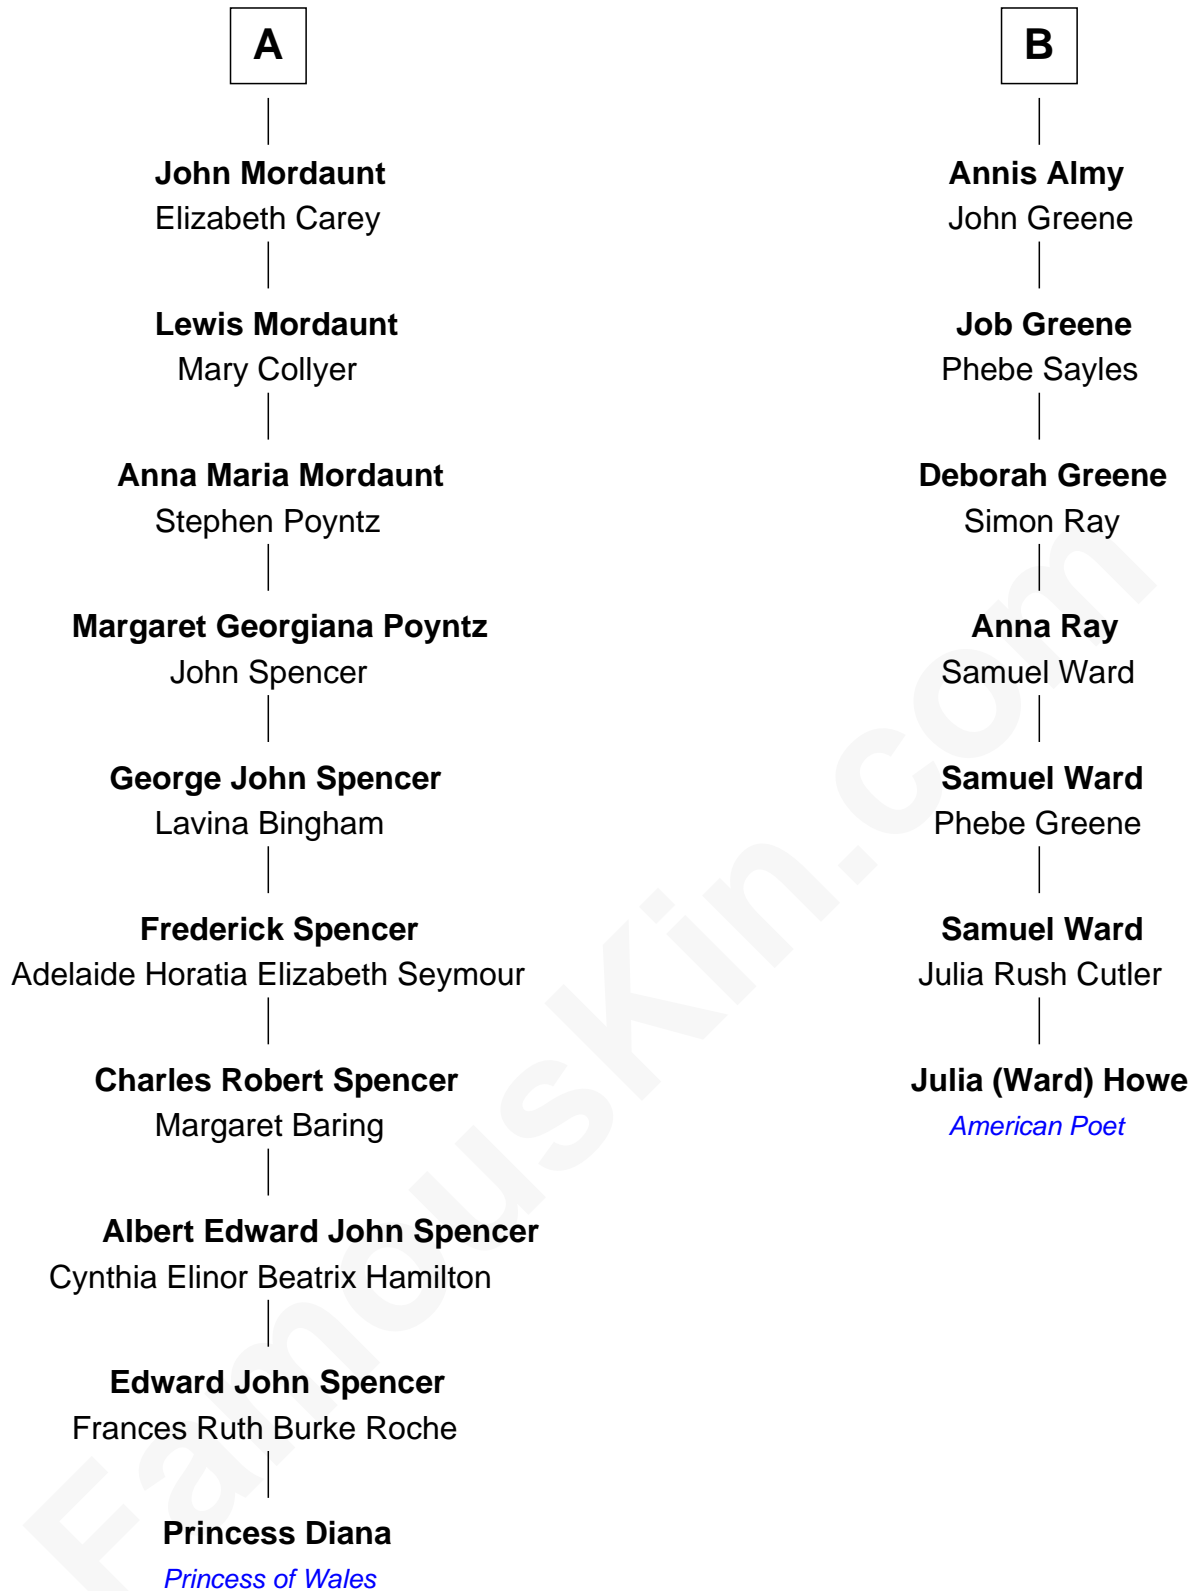 A
John Mordaunt
Elizabeth Carey
Lewis Mordaunt
Mary Collyer
Anna Maria Mordaunt
Stephen Poyntz
Margaret Georgiana Poyntz
John Spencer
George John Spencer
Lavina Bingham
Frederick Spencer
Adelaide Horatia Elizabeth Seymour
Charles Robert Spencer
Margaret Baring
Albert Edward John Spencer
Cynthia Elinor Beatrix Hamilton
Edward John Spencer
Frances Ruth Burke Roche
Princess Diana
Princess of Wales
B
Annis Almy
John Greene
Job Greene
Phebe Sayles
Deborah Greene
Simon Ray
Anna Ray
Samuel Ward
Samuel Ward
Phebe Greene
Samuel Ward
Julia Rush Cutler
Julia (Ward) Howe
American Poet
FamousKin.com